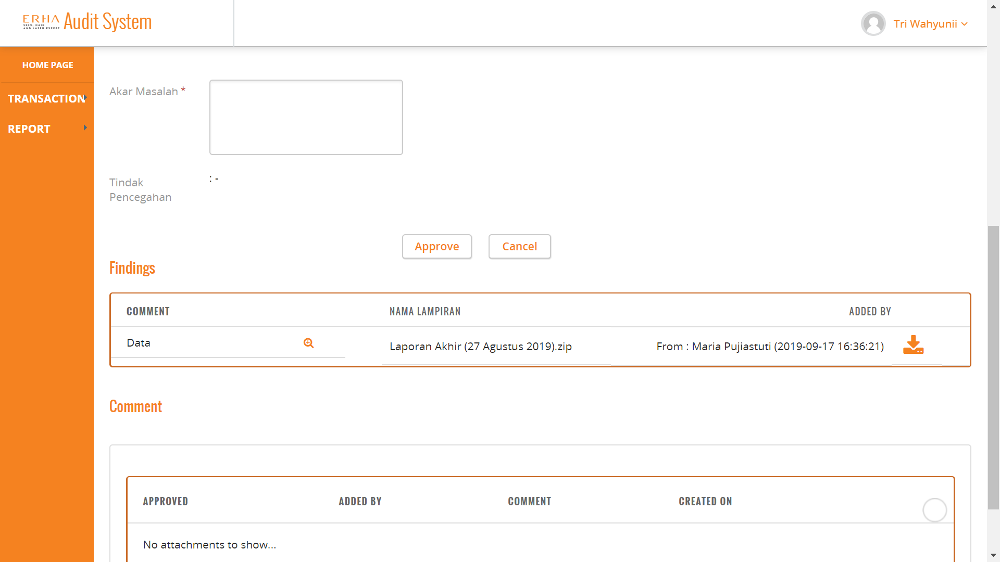 ERHA
SKIN, HAIR
AND LASER EXPERT
Audit System
Tri Wahyunii
HOME PAGE
TRANSACTION
REPORT
Akar Masalah *
Tindak
Pencegahan
: -
Approve
Cancel
Findings
COMMENT NAMA LAMPIRAN ADDED BY
Data Laporan Akhir (27 Agustus 2019).zip From : Maria Pujiastuti (2019-09-17 16:36:21)
Comment
APPROVED ADDED BY COMMENT CREATED ON
No attachments to show...